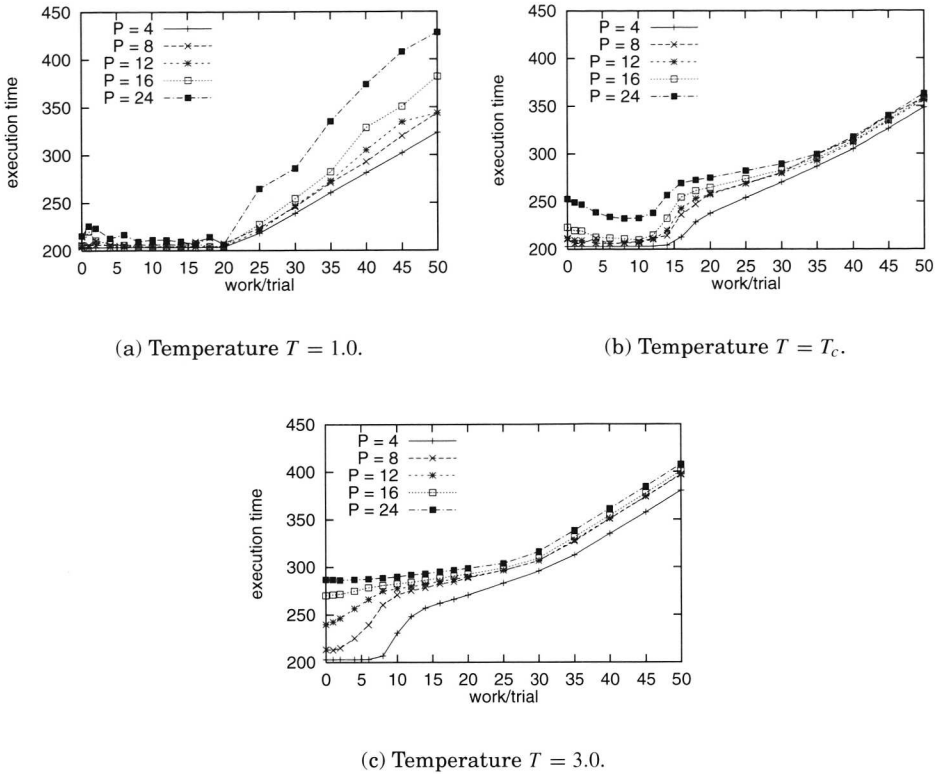 450
400
350
300
250
200
execution time
P = 4
P = 8
P = 12
P = 16
P = 24
0 5 10 15 20 25 30 35 40 45 50
work/trial
(a) Temperature T = 1.0.
450
400
350
300
250
200
execution time
P = 4
P = 8
P = 12
P = 16
P = 24
0 5 10 15 20 25 30 35 40 45 50
work/trial
(b) Temperature T = T_c.
450
400
350
300
250
200
execution time
P = 4
P = 8
P = 12
P = 16
P = 24
0 5 10 15 20 25 30 35 40 45 50
work/trial
(c) Temperature T = 3.0.